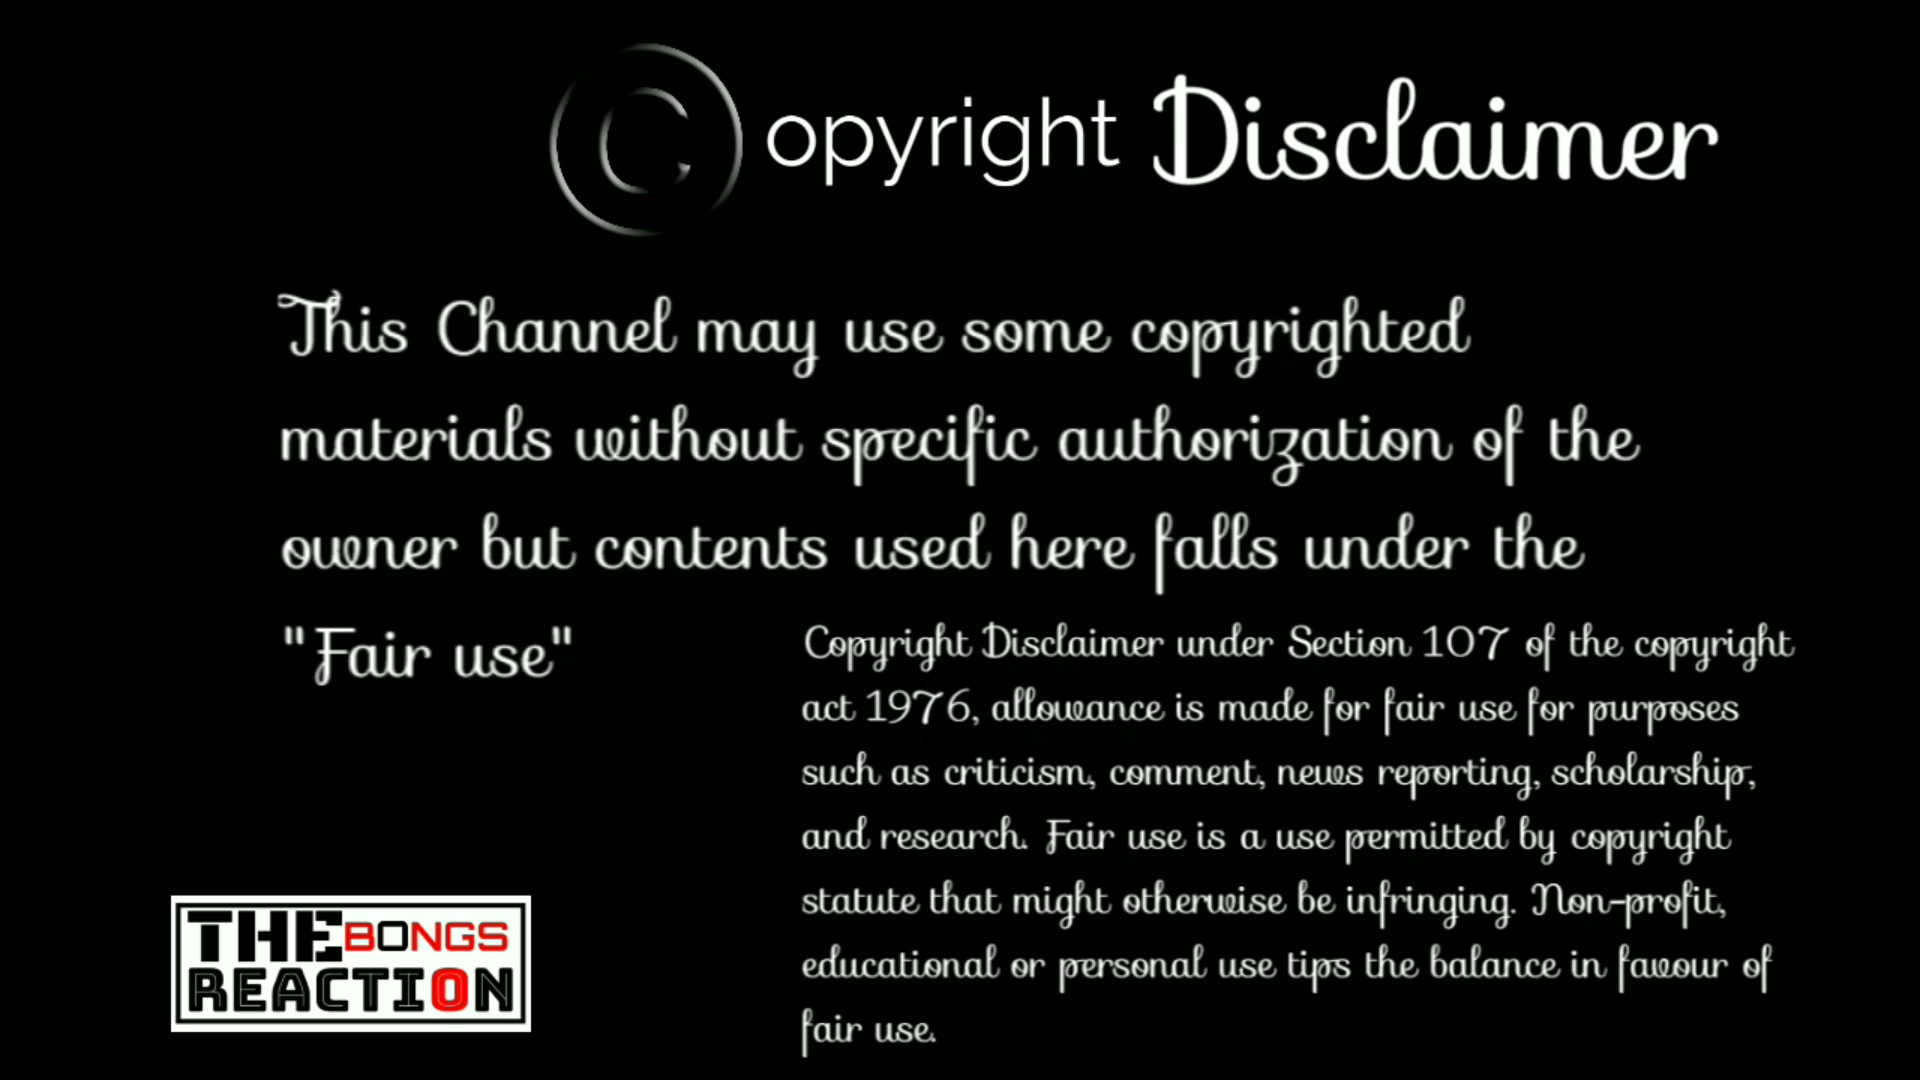 ©opyright Disclaimer
This Channel may use some copyrighted
materials without specific authorization of the
owner but contents used here falls under the
"Fair use"
Copyright Disclaimer under Section 107 of the copyright
act 1976, allowance is made for fair use for purposes
such as criticism, comment, news reporting, scholarship,
and research. Fair use is a use permitted by copyright
statute that might otherwise be infringing. Non-profit,
educational or personal use tips the balance in favour of
fair use.
THE BONGS
REACTION